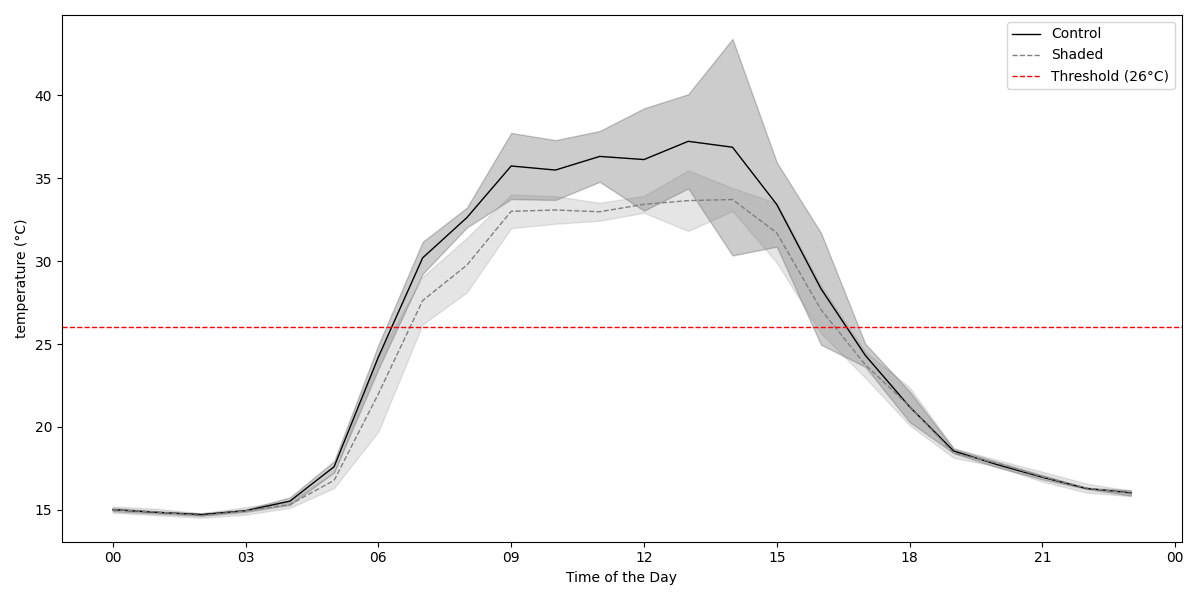 Control
Shaded
Threshold (26°C)
temperature (°C)
40
35
30
25
20
15
00 03 06 09 12 15 18 21 00
Time of the Day